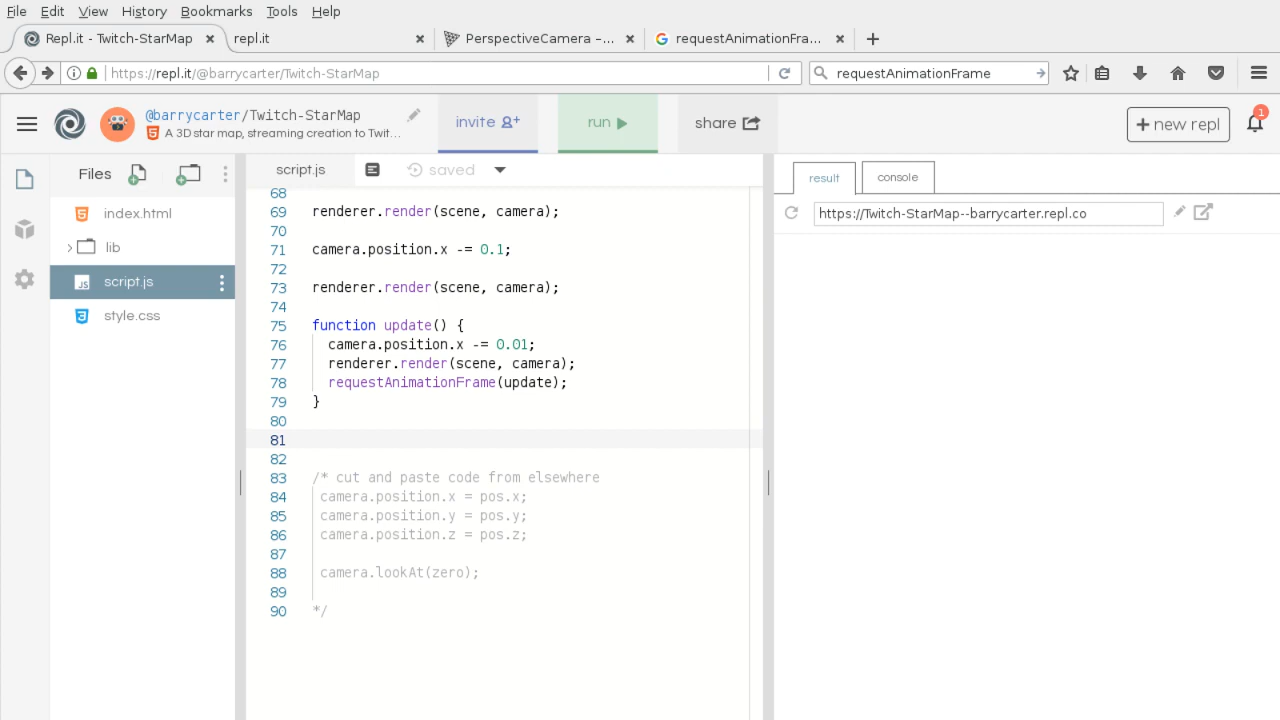 File Edit View History Bookmarks Tools Help
Repl.it - Twitch-StarMap × repl.it × PerspectiveCamera –... × requestAnimationFra... × +
https://repl.it/@barrycarter/Twitch-StarMap
requestAnimationFrame
@barrycarter/Twitch-StarMap
A 3D star map, streaming creation to Twit...
invite
run
share
+ new repl
1
Files
index.html
lib
script.js
style.css
script.js
saved
68
69 renderer.render(scene, camera);
70
71 camera.position.x -= 0.1;
72
73 renderer.render(scene, camera);
74
75 function update() {
76 camera.position.x -= 0.01;
77 renderer.render(scene, camera);
78 requestAnimationFrame(update);
79 }
80
81
82
83 /* cut and paste code from elsewhere
84 camera.position.x = pos.x;
85 camera.position.y = pos.y;
86 camera.position.z = pos.z;
87
88 camera.lookAt(zero);
89
90 */
result
console
https://Twitch-StarMap--barrycarter.repl.co